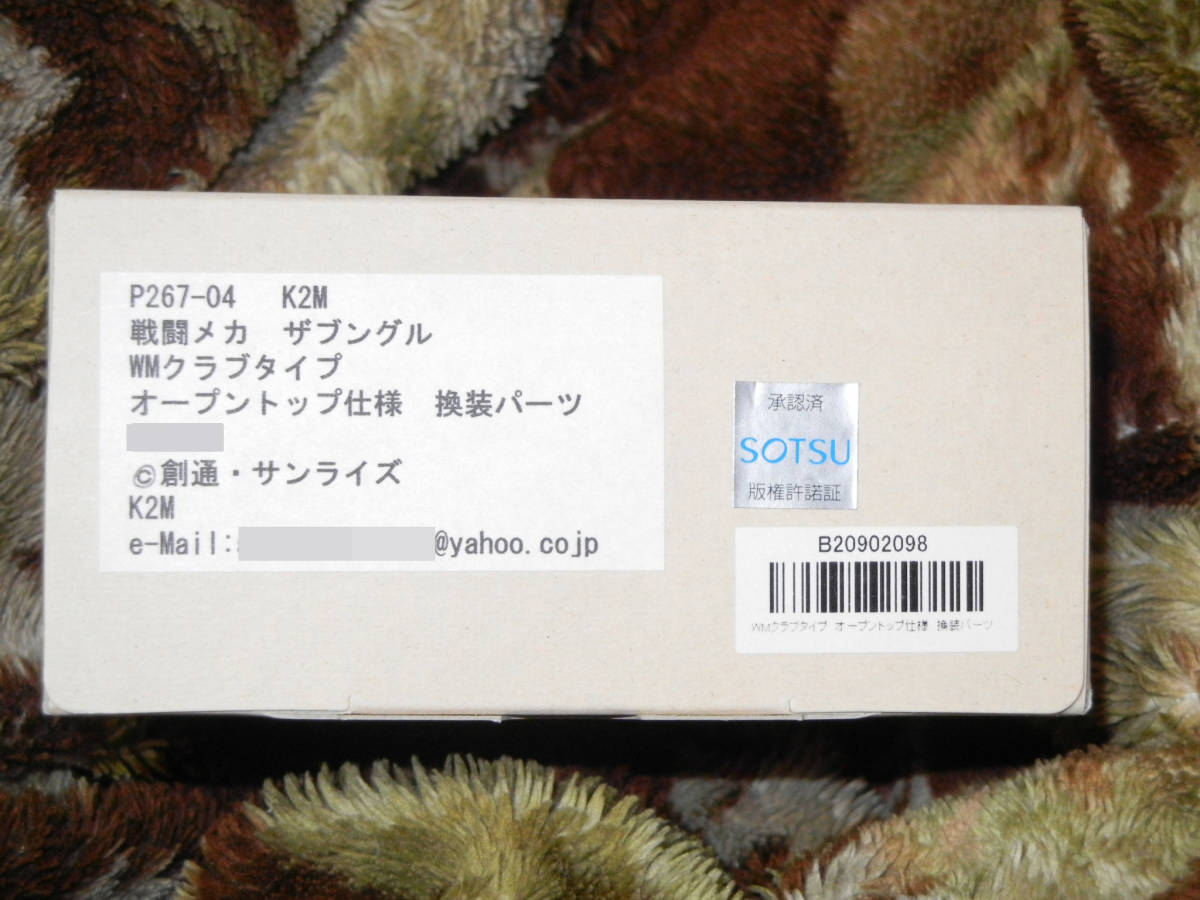 P267-04 K2M
戦闘メカ ザブングル
WMクラブタイプ
オープントップ仕様 換装パーツ
©創通・サンライズ
K2M
e-Mail: @yahoo.cojp
承認済
SOTSU
版権許諾証
B20902098
WMクラブタイプ オープントップ仕様 換装パーツ